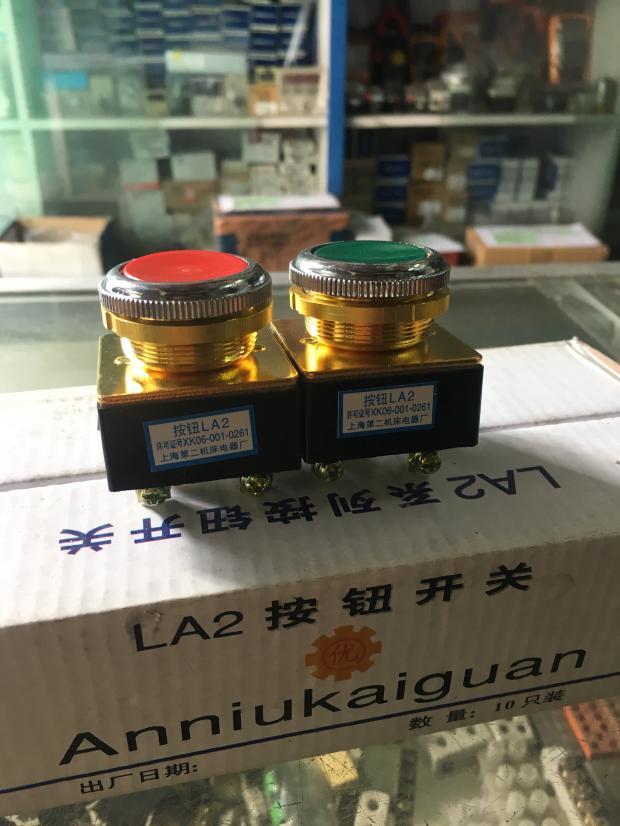 按钮LA2
许可证号XK06-001-0261
上海第二机床电器厂
按钮LA2
许可证号XK06-001-0261
上海第二机床电器厂
LA2系列按钮开关
LA2按钮开关
优
Anniukaiguan
数量：10只装
出厂日期：